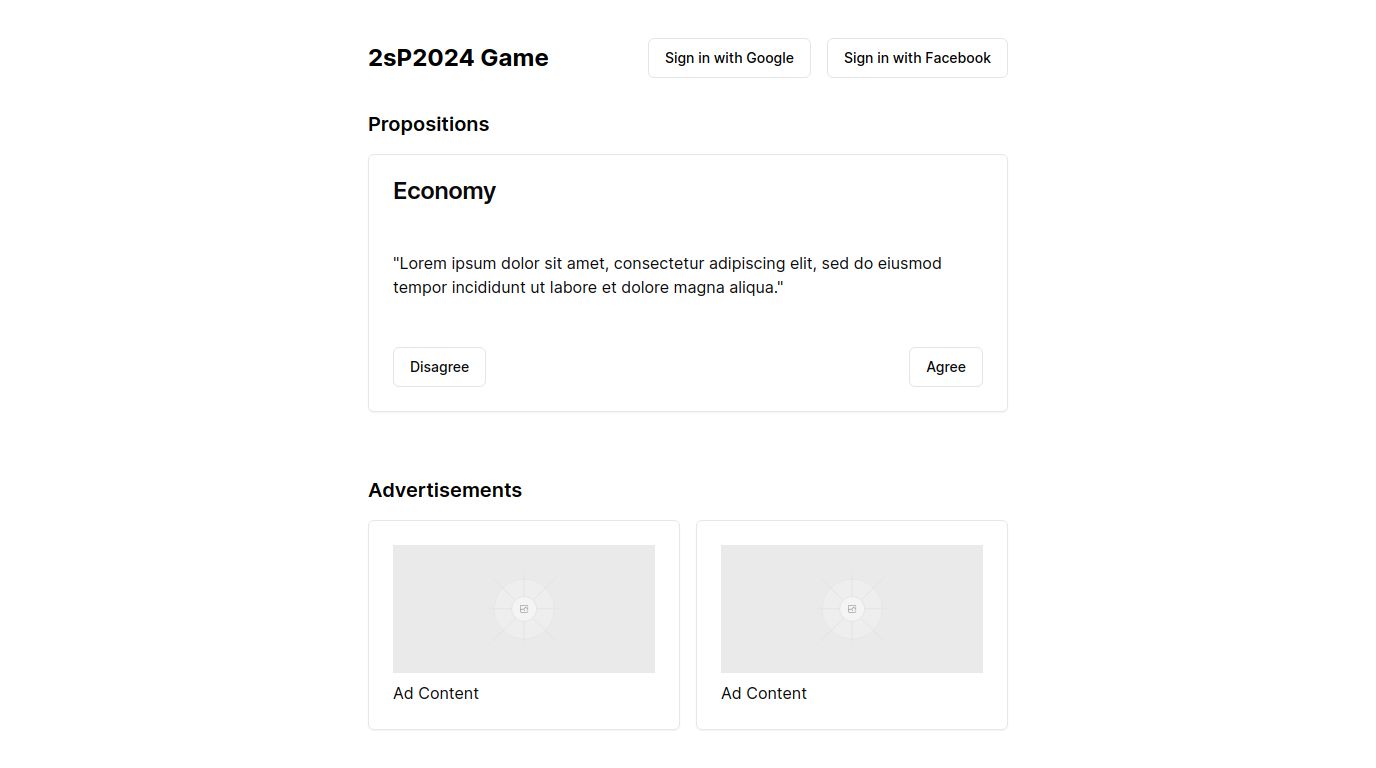 2sP2024 Game
Sign in with Google
Sign in with Facebook
Propositions
Economy
"Lorem ipsum dolor sit amet, consectetur adipiscing elit, sed do eiusmod
tempor incididunt ut labore et dolore magna aliqua."
Disagree
Agree
Advertisements
Ad Content
Ad Content